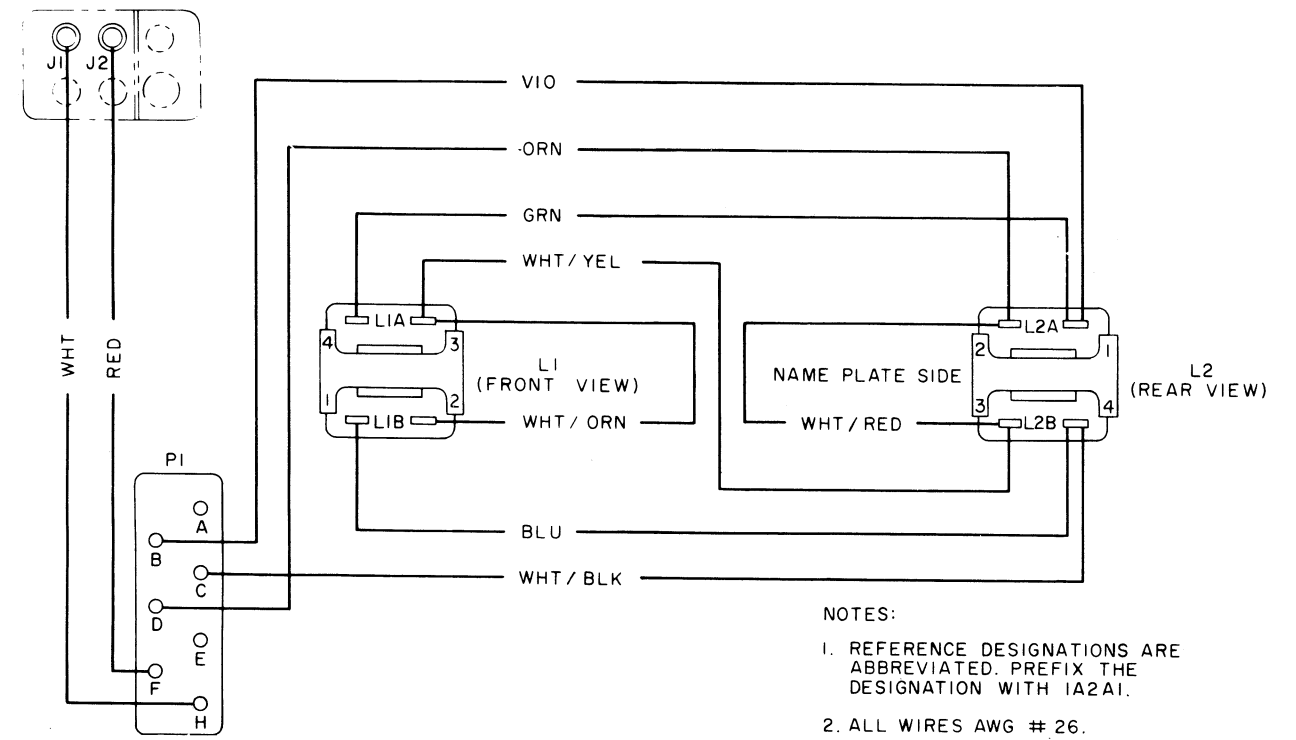 J1 J2
VIO
ORN
GRN
WHT/YEL
L1A
4 3
L2A
2 1
WHT
RED
L1
(FRONT VIEW)
NAME PLATE SIDE
L2
(REAR VIEW)
1 2
L1B
WHT/ORN
WHT/RED
3 4
L2B
P1
A
B
BLU
C
WHT/BLK
D
E
F
H
NOTES:
1. REFERENCE DESIGNATIONS ARE
ABBREVIATED. PREFIX THE
DESIGNATION WITH 1A2A1.
2. ALL WIRES AWG # 26.